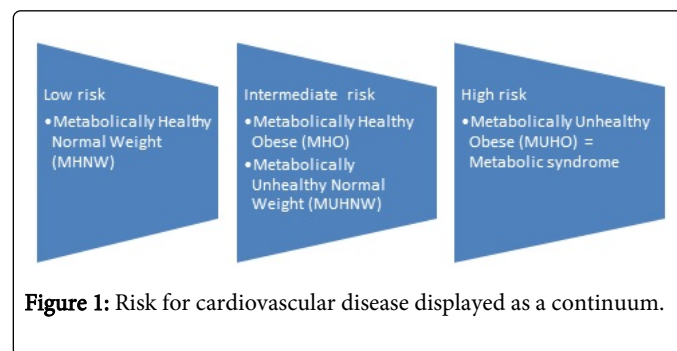 Low risk
•Metabolically Healthy
Normal Weight
(MHNW)
Intermediate risk
•Metabolically Healthy
Obese (MHO)
•Metabolically
Unhealthy Normal
Weight (MUHNW)
High risk
•Metabolically Unhealthy
Obese (MUHO) =
Metabolic syndrome
Figure 1: Risk for cardiovascular disease displayed as a continuum.